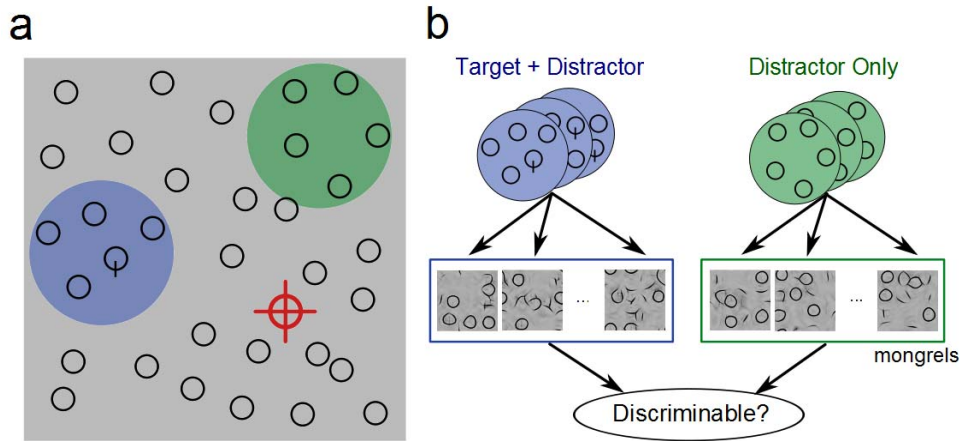 a
b
Target + Distractor
Distractor Only
...
...
mongrels
Discriminable?